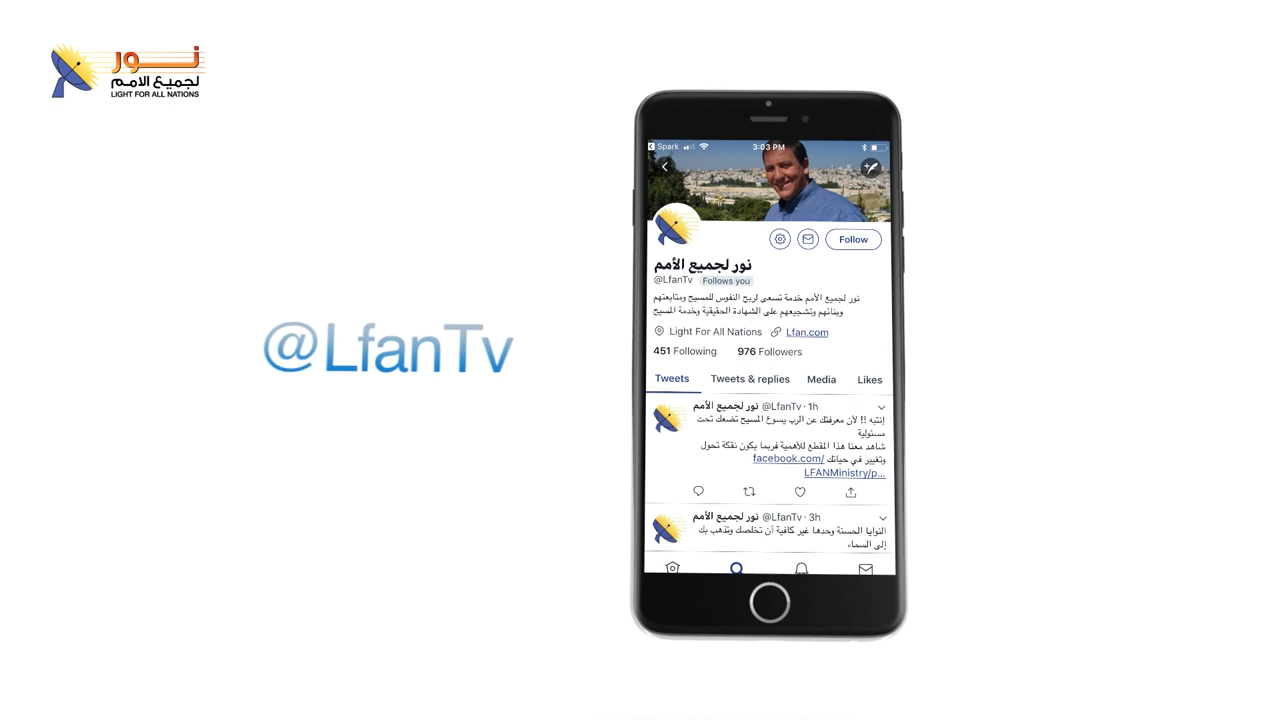 نور
لجميع الامم
LIGHT FOR ALL NATIONS
@LfanTv
Spark
3:03 PM
Follow
نور لجميع الأمم
@LfanTv Follows you
نور لجميع الأمم خدمة تسعى لربح النفوس للمسيح ومتابعتهم
وبنائهم وتشجيعهم على الشهادة الحقيقية وخدمة المسيح
Light For All Nations Lfan.com
451 Following 976 Followers
Tweets Tweets & replies Media Likes
نور لجميع الأمم @LfanTv · 1h
إنتبه !! لأن معرفتك عن الرب يسوع المسيح تضعك تحت
مسئولية
شاهد معنا هذا المقطع للأهمية فربما يكون نقكة تحول
وتغيير في حياتك facebook.com/
LFANMinistry/p...
نور لجميع الأمم @LfanTv · 3h
النوايا الحسنة وحدها غير كافية أن تخلصك وتذهب بك
إلى السماء